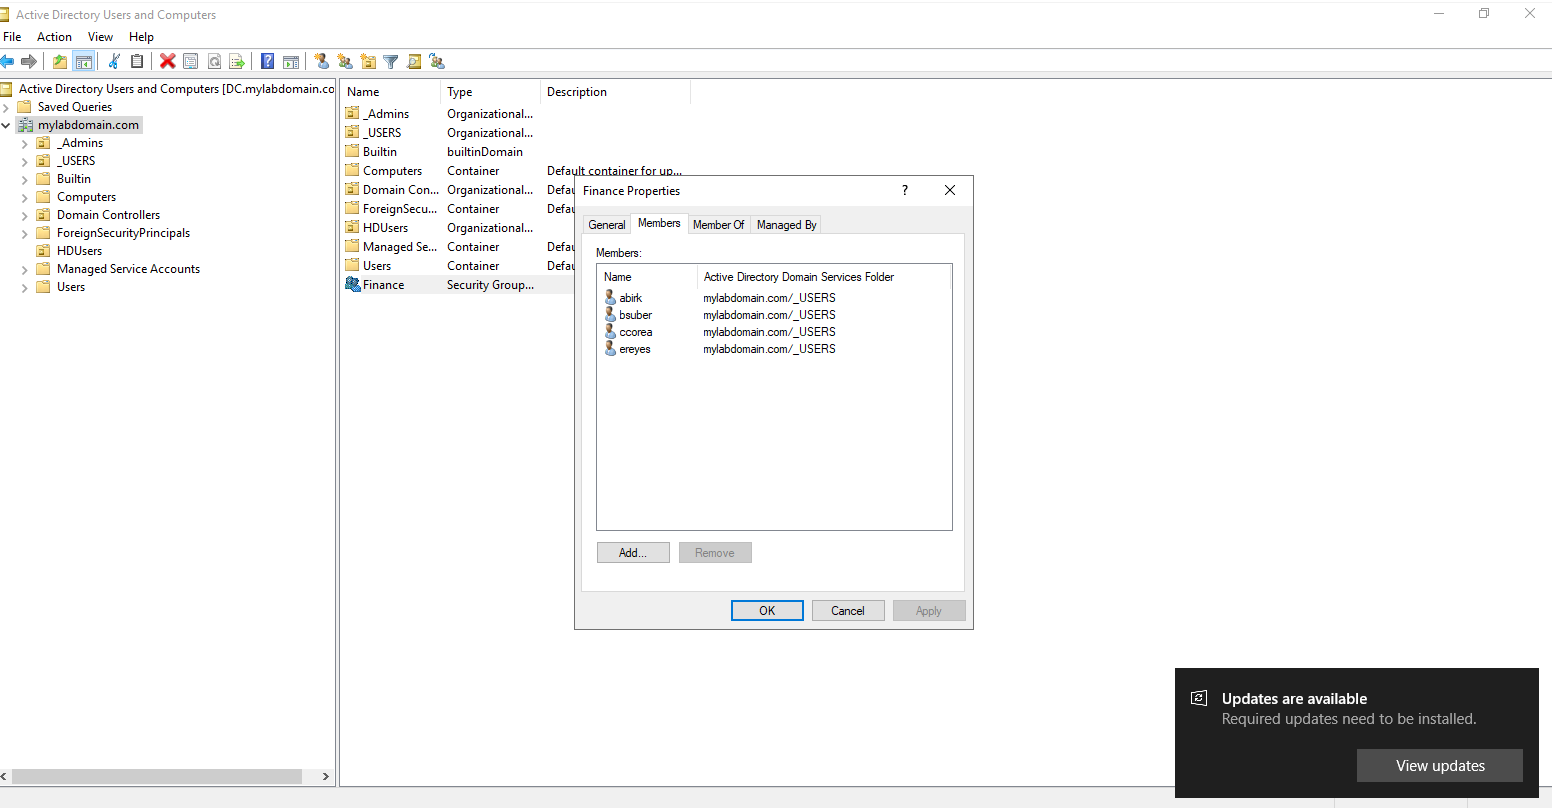 Active Directory Users and Computers
File Action View Help
Active Directory Users and Computers [DC.mylabdomain.co
Saved Queries
mylabdomain.com
_Admins
_USERS
Builtin
Computers
Domain Controllers
ForeignSecurityPrincipals
HDUsers
Managed Service Accounts
Users
Name Type Description
_Admins Organizational...
_USERS Organizational...
Builtin builtinDomain
Computers Container Default container for up...
Domain Con... Organizational... Defau
ForeignSecu... Container Defau
HDUsers Organizational...
Managed Se... Container Defau
Users Container Defau
Finance Security Group...
Finance Properties ?
General Members Member Of Managed By
Members:
Name Active Directory Domain Services Folder
abirk mylabdomain.com/_USERS
bsuber mylabdomain.com/_USERS
ccorea mylabdomain.com/_USERS
ereyes mylabdomain.com/_USERS
Add... Remove
OK Cancel Apply
Updates are available
Required updates need to be installed.
View updates